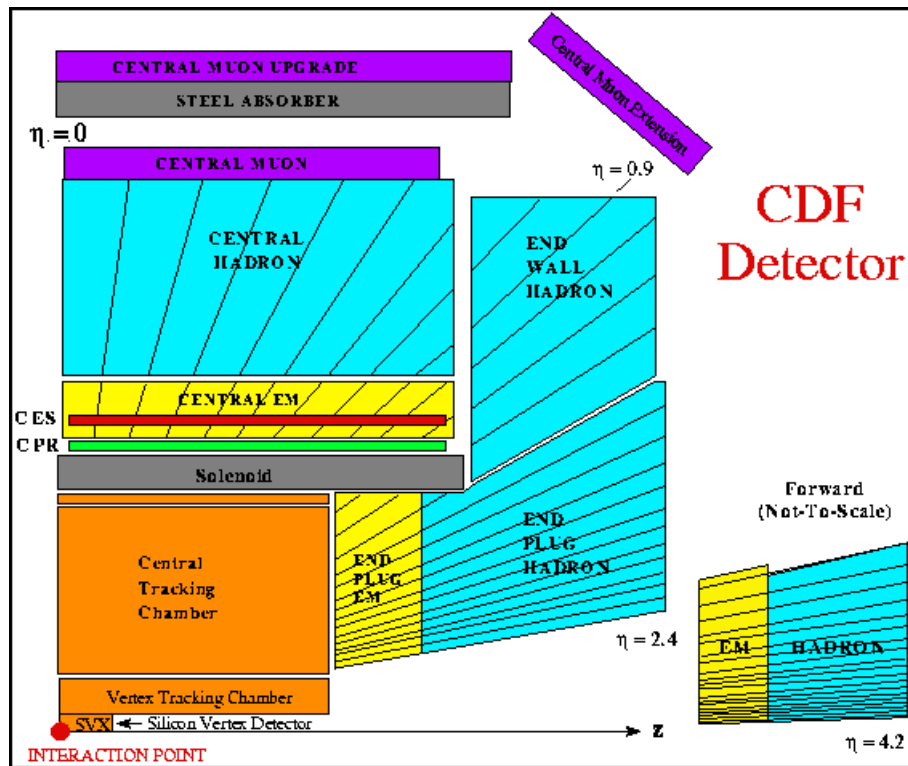 CENTRAL MUON UPGRADE
STEEL ABSORBER
Central Muon Extension
η.=.0
CENTRAL MUON
η = 0.9
CDF
Detector
CENTRAL
HADRON
END
WALL
HADRON
CENTRAL EM
CES
CPR
Solenoid
Forward
(Not-To-Scale)
Central
Tracking
Chamber
END
PLUG
EM
END
PLUG
HADRON
η = 2.4
EM
HADRON
Vertex Tracking Chamber
SVX
Silicon Vertex Detector
Z
INTERACTION POINT
η = 4.2